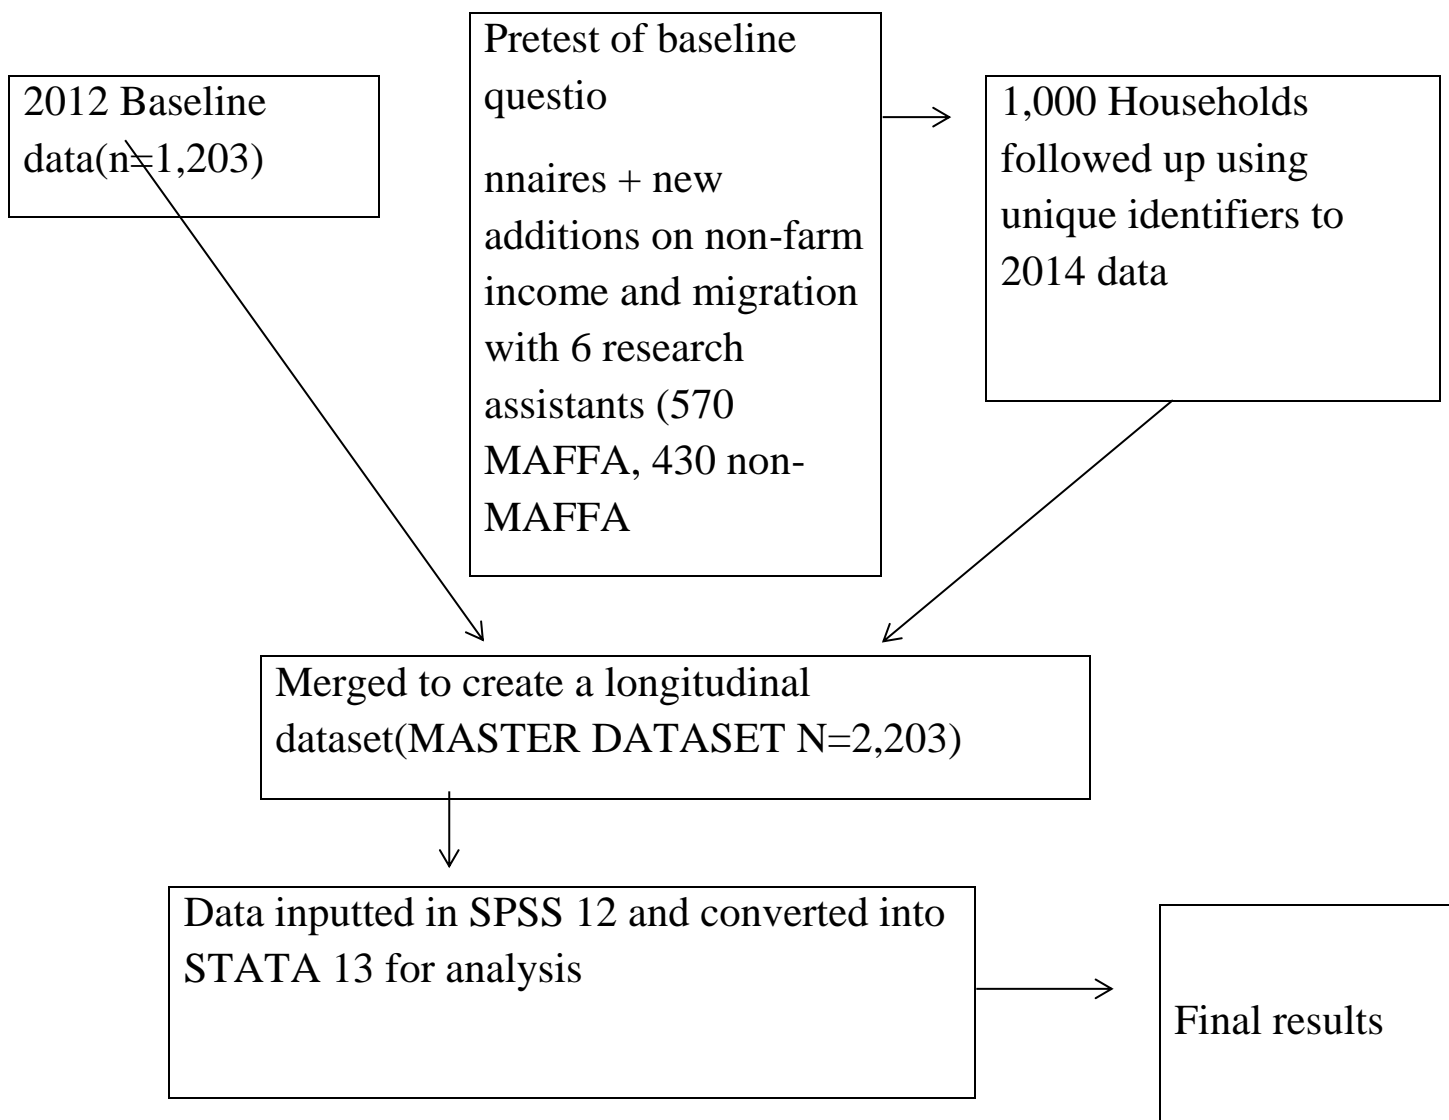 2012 Baseline
data(n=1,203)
Pretest of baseline
questio
nnaires + new
additions on non-farm
income and migration
with 6 research
assistants (570
MAFFA, 430 non-
MAFFA
1,000 Households
followed up using
unique identifiers to
2014 data
Merged to create a longitudinal
dataset(MASTER DATASET N=2,203)
Data inputted in SPSS 12 and converted into
STATA 13 for analysis
Final results